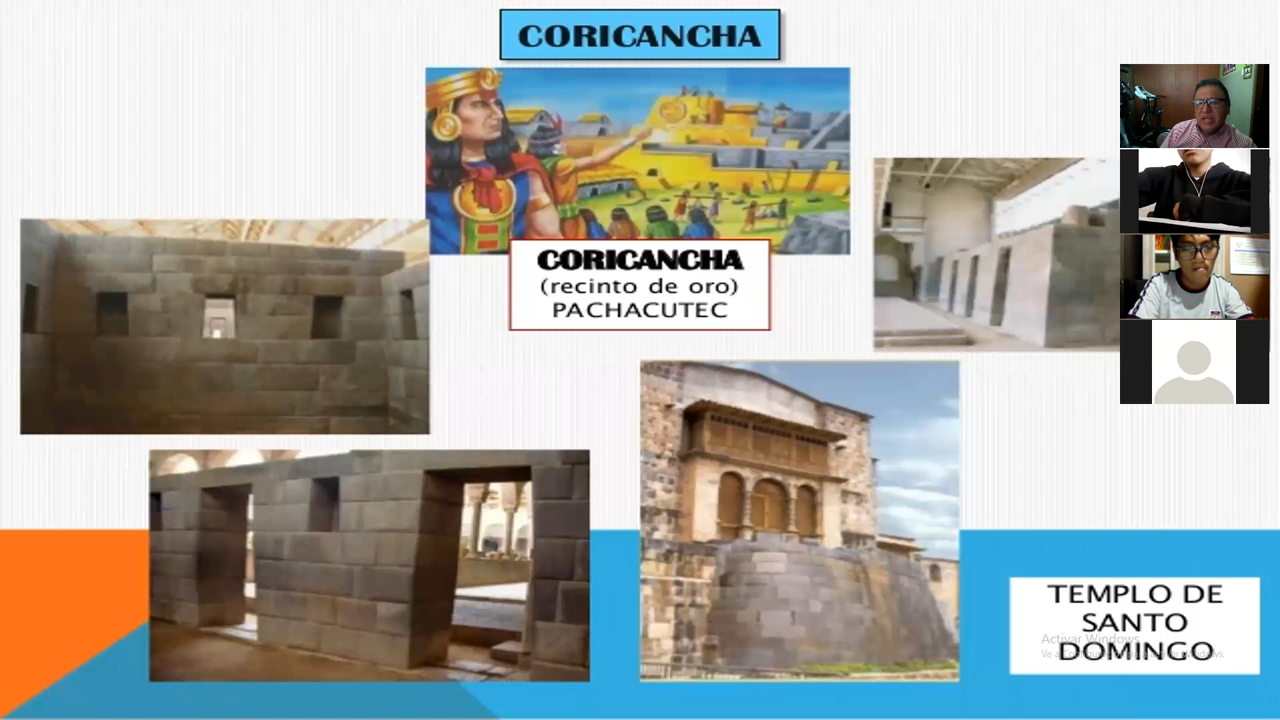 CORICANCHA
CORICANCHA
(recinto de oro)
PACHACUTEC
TEMPLO DE
SANTO
DOMINGO
Activar Windows